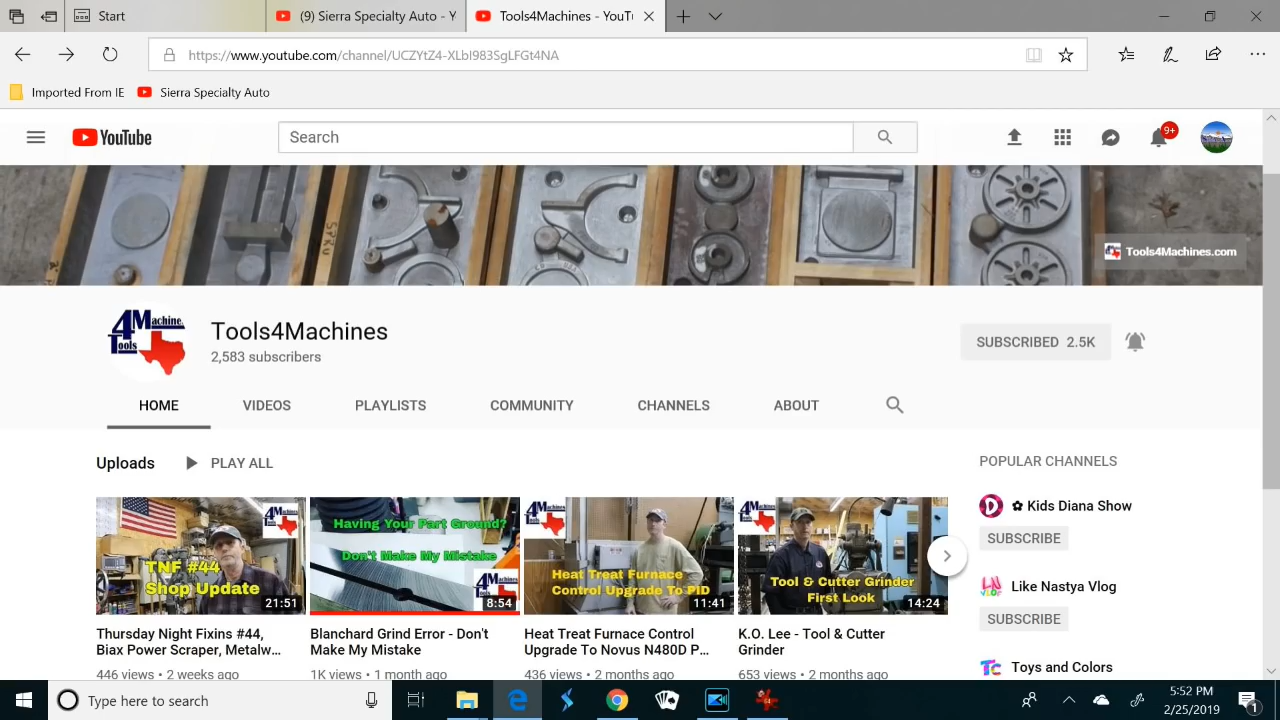 Start
(9) Sierra Specialty Auto - Y
Tools4Machines - YouT
https://www.youtube.com/channel/UCZYtZ4-XLbI983SgLFGt4NA
Imported From IE
Sierra Specialty Auto
YouTube
Search
9+
SPRU
Tools4Machines.com
4Machine
Tools
Tools4Machines
2,583 subscribers
SUBSCRIBED 2.5K
HOME
VIDEOS
PLAYLISTS
COMMUNITY
CHANNELS
ABOUT
Uploads
PLAY ALL
POPULAR CHANNELS
TNF #44
Shop Update
21:51
Having Your Part Ground?
Don't Make My Mistake
8:54
Heat Treat Furnace
Control Upgrade To PID
11:41
Tool & Cutter Grinder
First Look
14:24
Thursday Night Fixins #44,
Biax Power Scraper, Metalw...
446 views • 2 weeks ago
Blanchard Grind Error - Don't
Make My Mistake
1K views • 1 month ago
Heat Treat Furnace Control
Upgrade To Novus N480D P...
436 views • 2 months ago
K.O. Lee - Tool & Cutter
Grinder
653 views • 2 months ago
✿ Kids Diana Show
SUBSCRIBE
Like Nastya Vlog
SUBSCRIBE
Toys and Colors
Type here to search
5:52 PM
2/25/2019
1